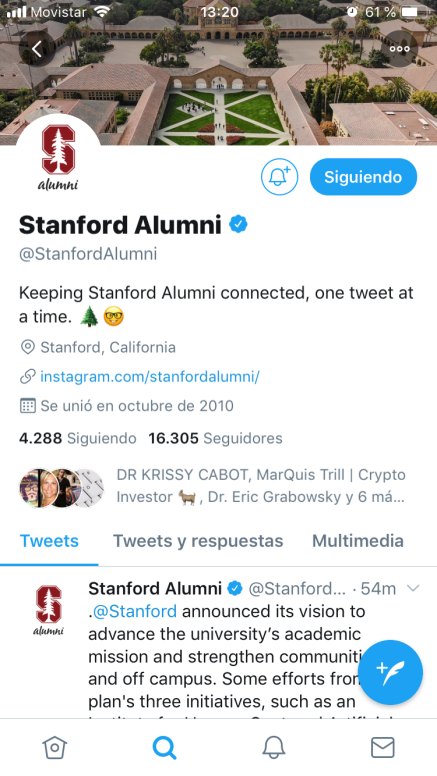 Movistar 13:20 61 %
S
alumni
Siguiendo
Stanford Alumni
@StanfordAlumni
Keeping Stanford Alumni connected, one tweet at
a time. 🌲🤓
Stanford, California
instagram.com/stanfordalumni/
Se unió en octubre de 2010
4.288 Siguiendo 16.305 Seguidores
DR KRISSY CABOT, MarQuis Trill | Crypto
Investor 🐐, Dr. Eric Grabowsky y 6 má...
Tweets Tweets y respuestas Multimedia
Stanford Alumni @Stanford... · 54m
S
alumni
.@Stanford announced its vision to
advance the university's academic
mission and strengthen communiti
and off campus. Some efforts from
plan's three initiatives, such as an